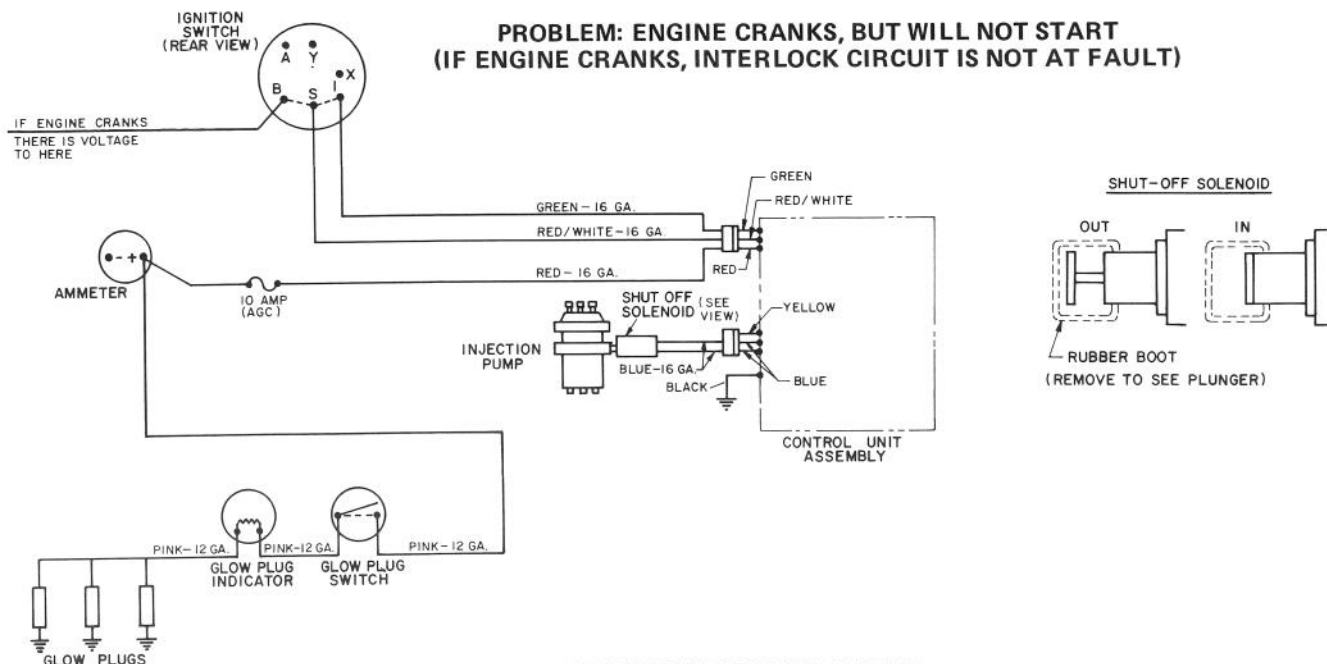 IGNITION
SWITCH
(REAR VIEW)
PROBLEM: ENGINE CRANKS, BUT WILL NOT START
(IF ENGINE CRANKS, INTERLOCK CIRCUIT IS NOT AT FAULT)
A Y
X
B S I
IF ENGINE CRANKS
THERE IS VOLTAGE
TO HERE
GREEN
RED/WHITE
SHUT-OFF SOLENOID
GREEN-16 GA.
RED/WHITE-16 GA.
OUT IN
RED-16 GA.
RED
- +
AMMETER
10 AMP
(AGC)
SHUT OFF
SOLENOID
(SEE
VIEW)
YELLOW
INJECTION
PUMP
BLUE-16 GA.
BLUE
BLACK
RUBBER BOOT
(REMOVE TO SEE PLUNGER)
CONTROL UNIT
ASSEMBLY
PINK-12 GA.
PINK-12 GA.
PINK-12 GA.
GLOW PLUG
INDICATOR
GLOW PLUG
SWITCH
GLOW PLUGS